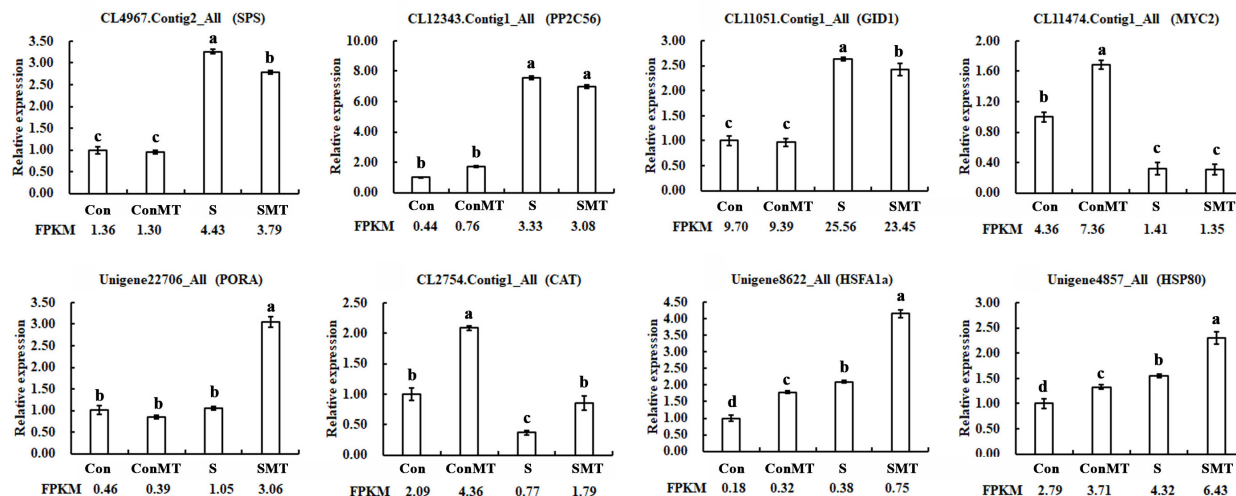 CL4967.Contig2_All (SPS)
Relative expression
3.50
3.00
2.50
2.00
1.50
1.00
0.50
0.00
c c a b
Con ConMT S SMT
FPKM 1.36 1.30 4.43 3.79
CL12343.Contig1_All (PP2C56)
Relative expression
10.00
8.00
6.00
4.00
2.00
0.00
b b a a
Con ConMT S SMT
0.44 0.76 3.33 3.08
CL11051.Contig1_All (GID1)
Relative expression
3.00
2.50
2.00
1.50
1.00
0.50
0.00
c c a b
Con ConMT S SMT
9.70 9.39 25.56 23.45
CL11474.Contig1_All (MYC2)
Relative expression
2.00
1.60
1.20
0.80
0.40
0.00
b a c c
Con ConMT S SMT
4.36 7.36 1.41 1.35
Unigene22706_All (PORA)
Relative expression
3.50
3.00
2.50
2.00
1.50
1.00
0.50
0.00
b b b a
Con ConMT S SMT
FPKM 0.46 0.39 1.05 3.06
CL2754.Contig1_All (CAT)
Relative expression
2.50
2.00
1.50
1.00
0.50
0.00
b a c b
Con ConMT S SMT
2.09 4.36 0.77 1.79
Unigene8622_All (HSFA1a)
Relative expression
4.50
4.00
3.50
3.00
2.50
2.00
1.50
1.00
0.50
0.00
d c b a
Con ConMT S SMT
FPKM 0.18 0.32 0.38 0.75
Unigene4857_All (HSP80)
Relative expression
3.00
2.50
2.00
1.50
1.00
0.50
0.00
d c b a
Con ConMT S SMT
2.79 3.71 4.32 6.43